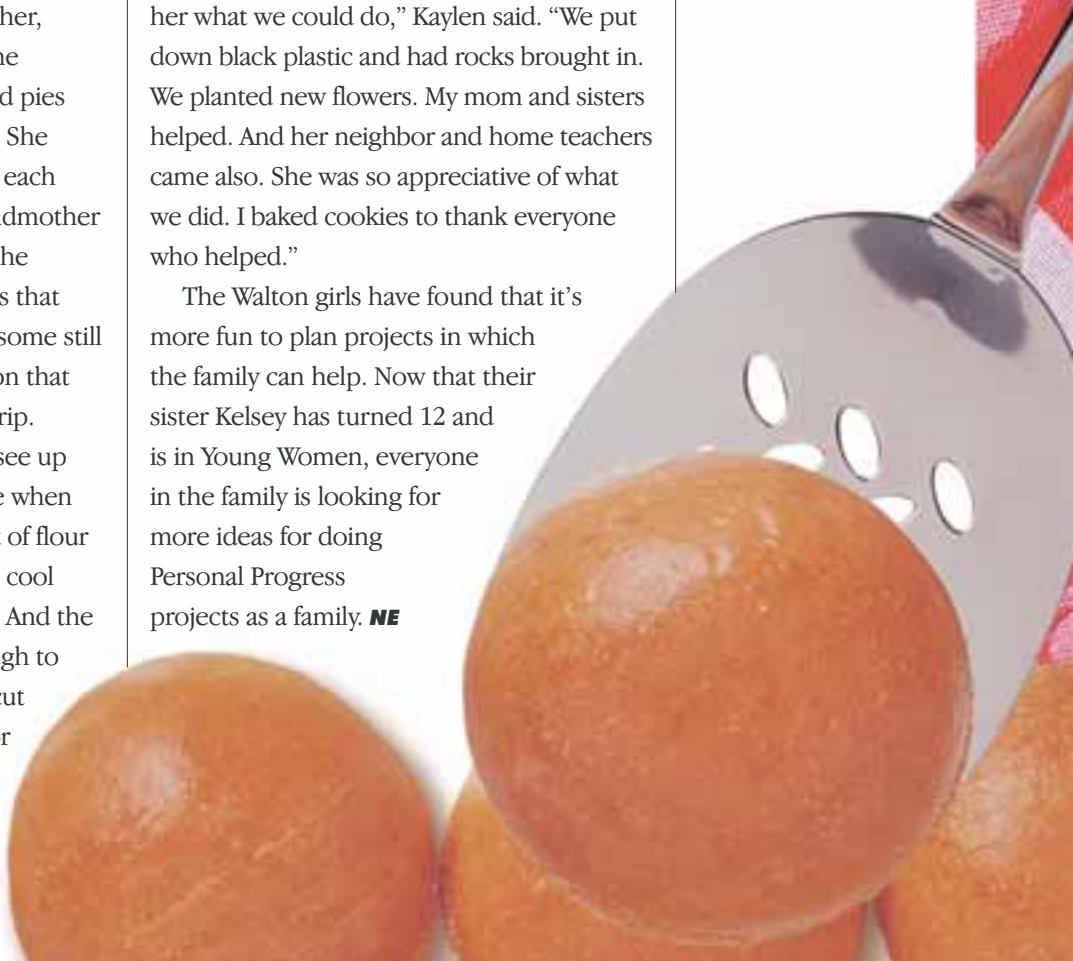 her,
d pies
She
each
dmother
he
s that
some still
on that
rip.
see up
e when
of flour
cool
And the
gh to
cut
r
her what we could do,” Kaylen said. “We put
down black plastic and had rocks brought in.
We planted new flowers. My mom and sisters
helped. And her neighbor and home teachers
came also. She was so appreciative of what
we did. I baked cookies to thank everyone
who helped.”
The Walton girls have found that it’s
more fun to plan projects in which
the family can help. Now that their
sister Kelsey has turned 12 and
is in Young Women, everyone
in the family is looking for
more ideas for doing
Personal Progress
projects as a family. NE